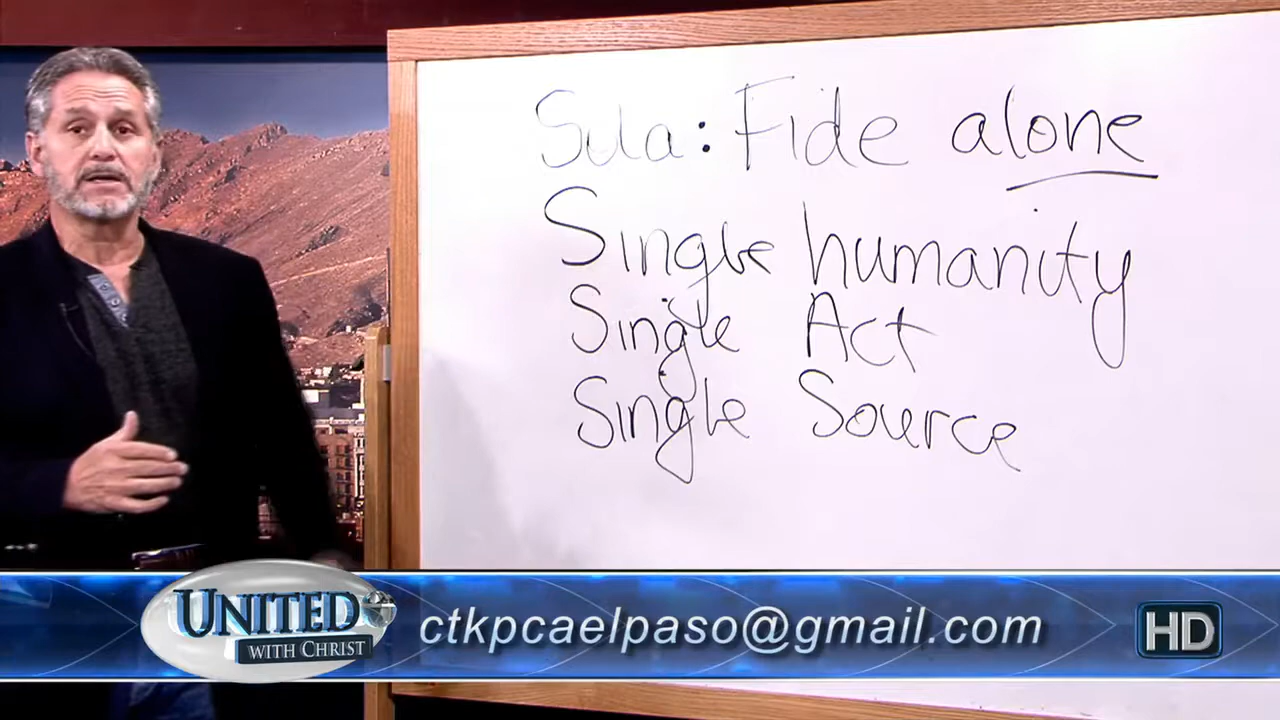 Sola: Fide alone
Single humanity
Single Act
Single Source
UNITED
WITH CHRIST
ctkpcaelpaso@gmail.com
HD